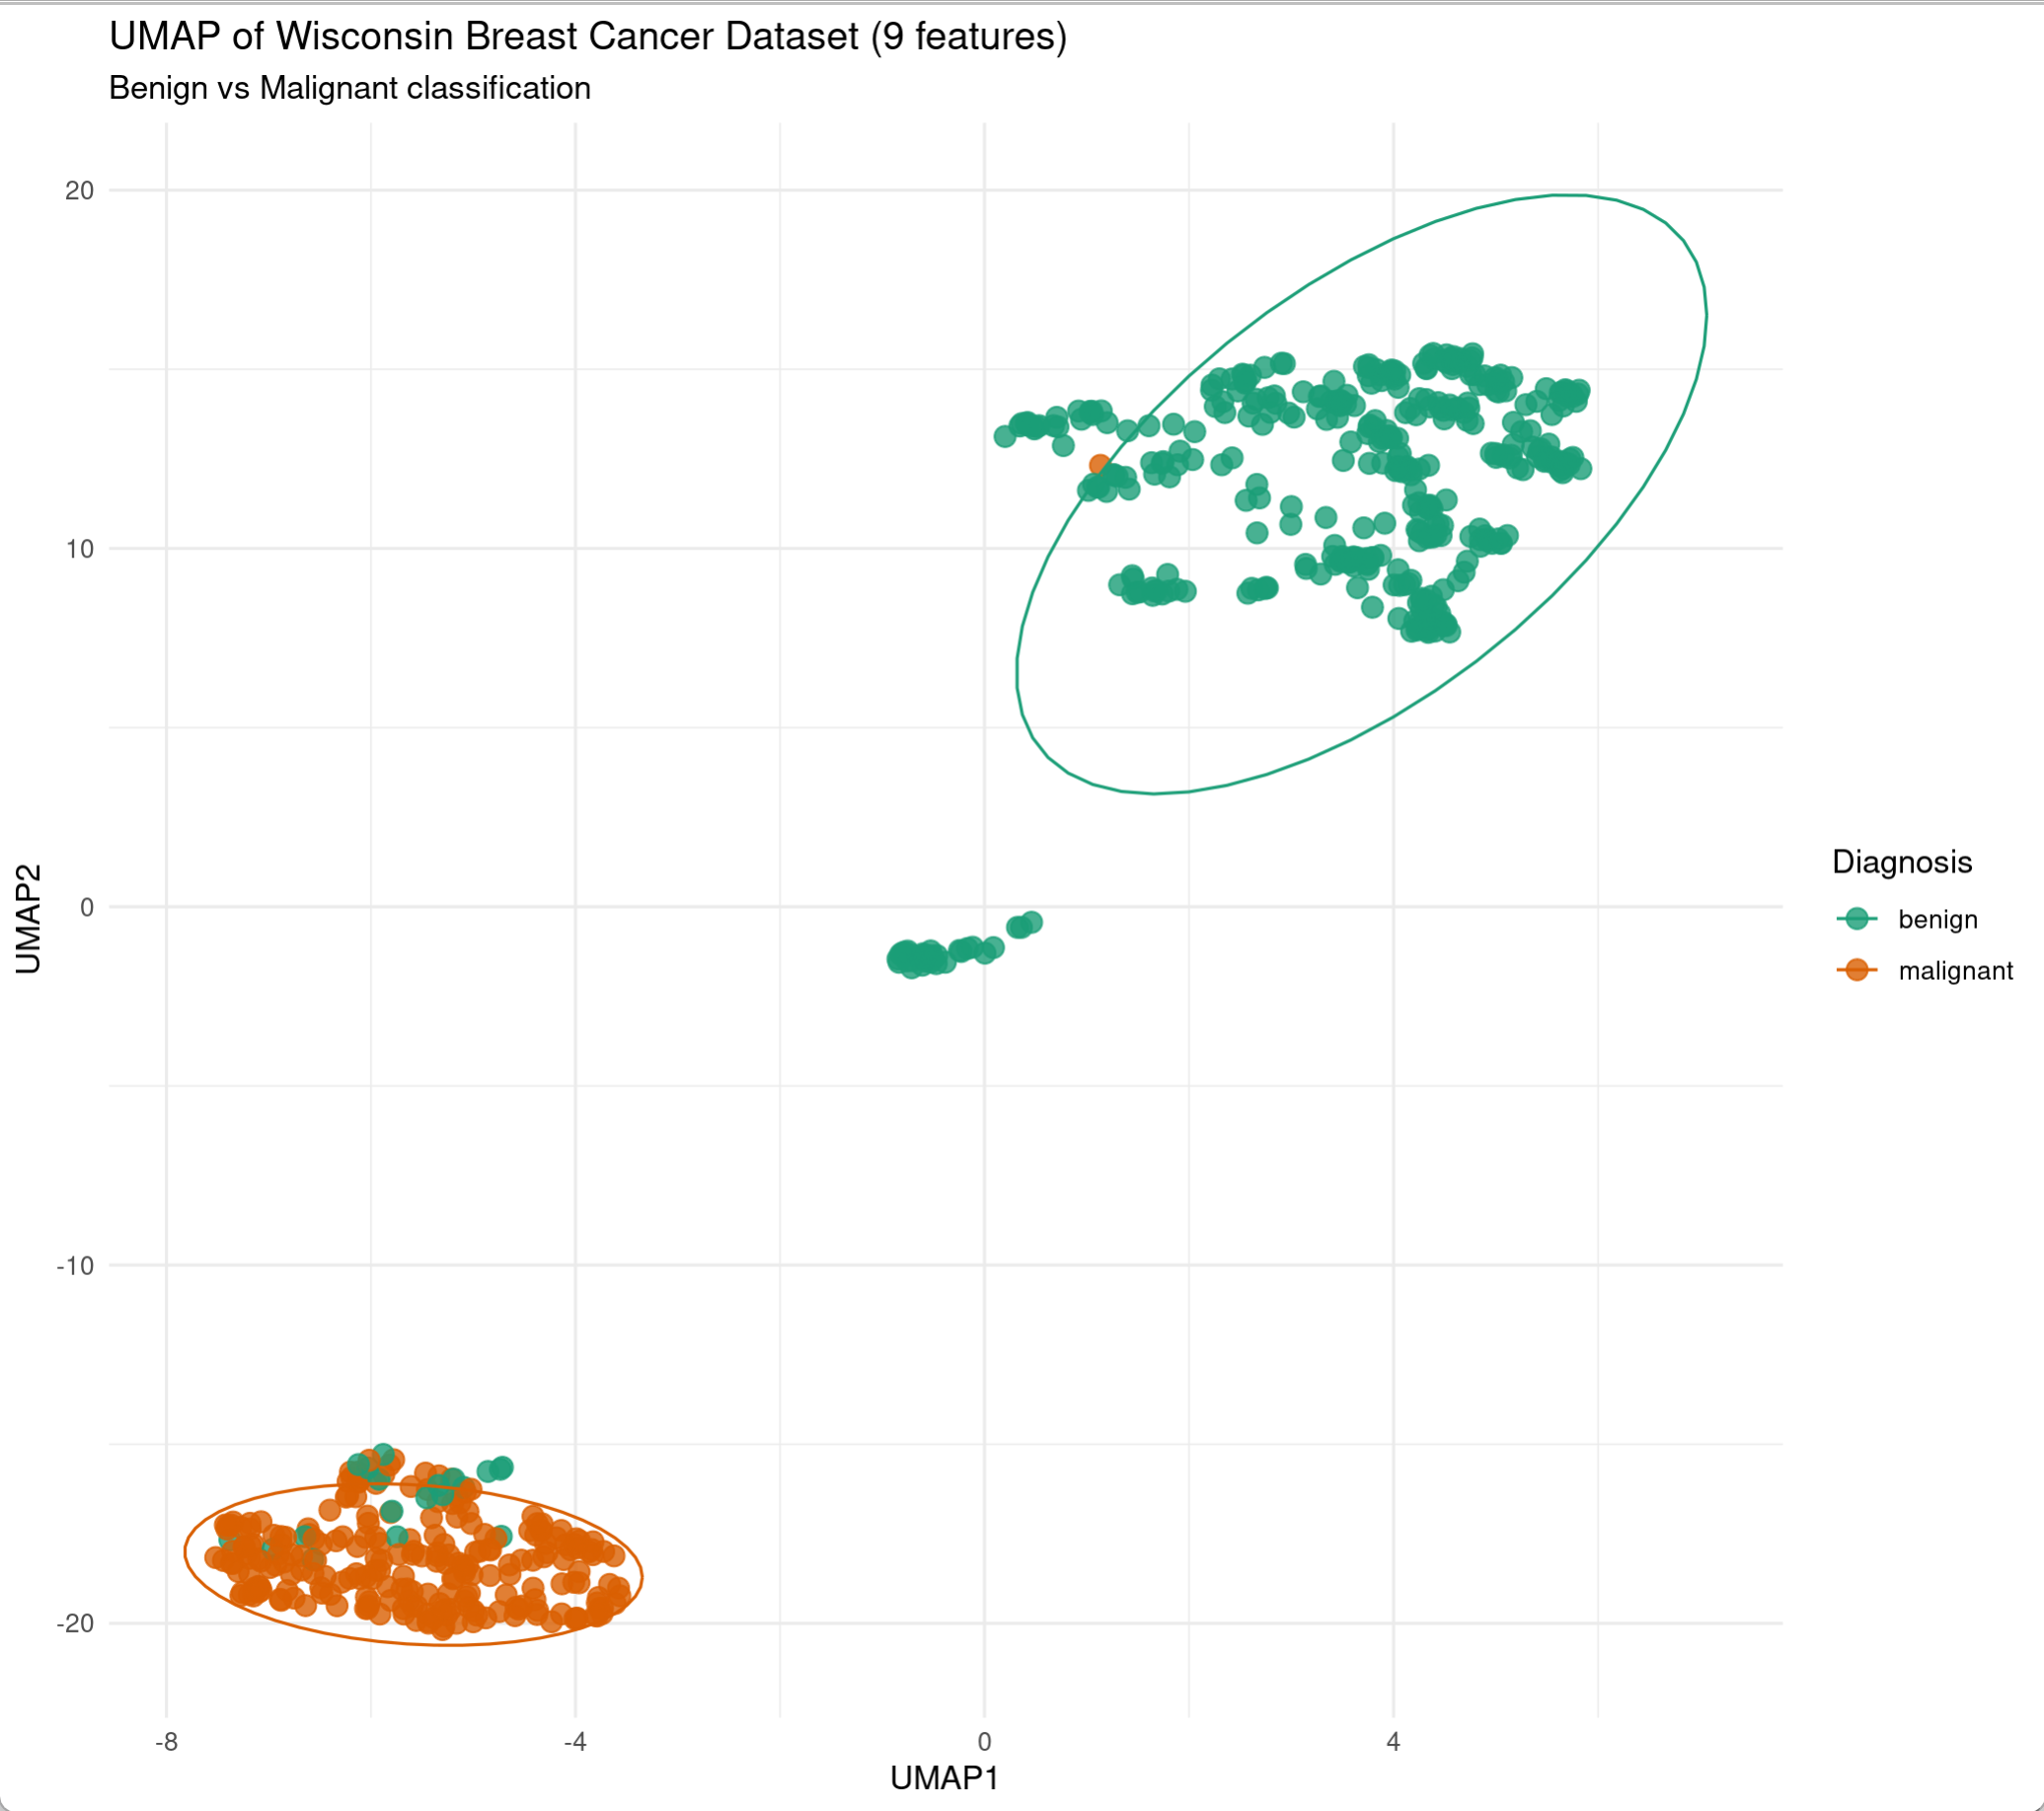 UMAP of Wisconsin Breast Cancer Dataset (9 features)
Benign vs Malignant classification
20
10
0
-10
-20
UMAP2
-8
-4
0
4
UMAP1
Diagnosis
benign
malignant